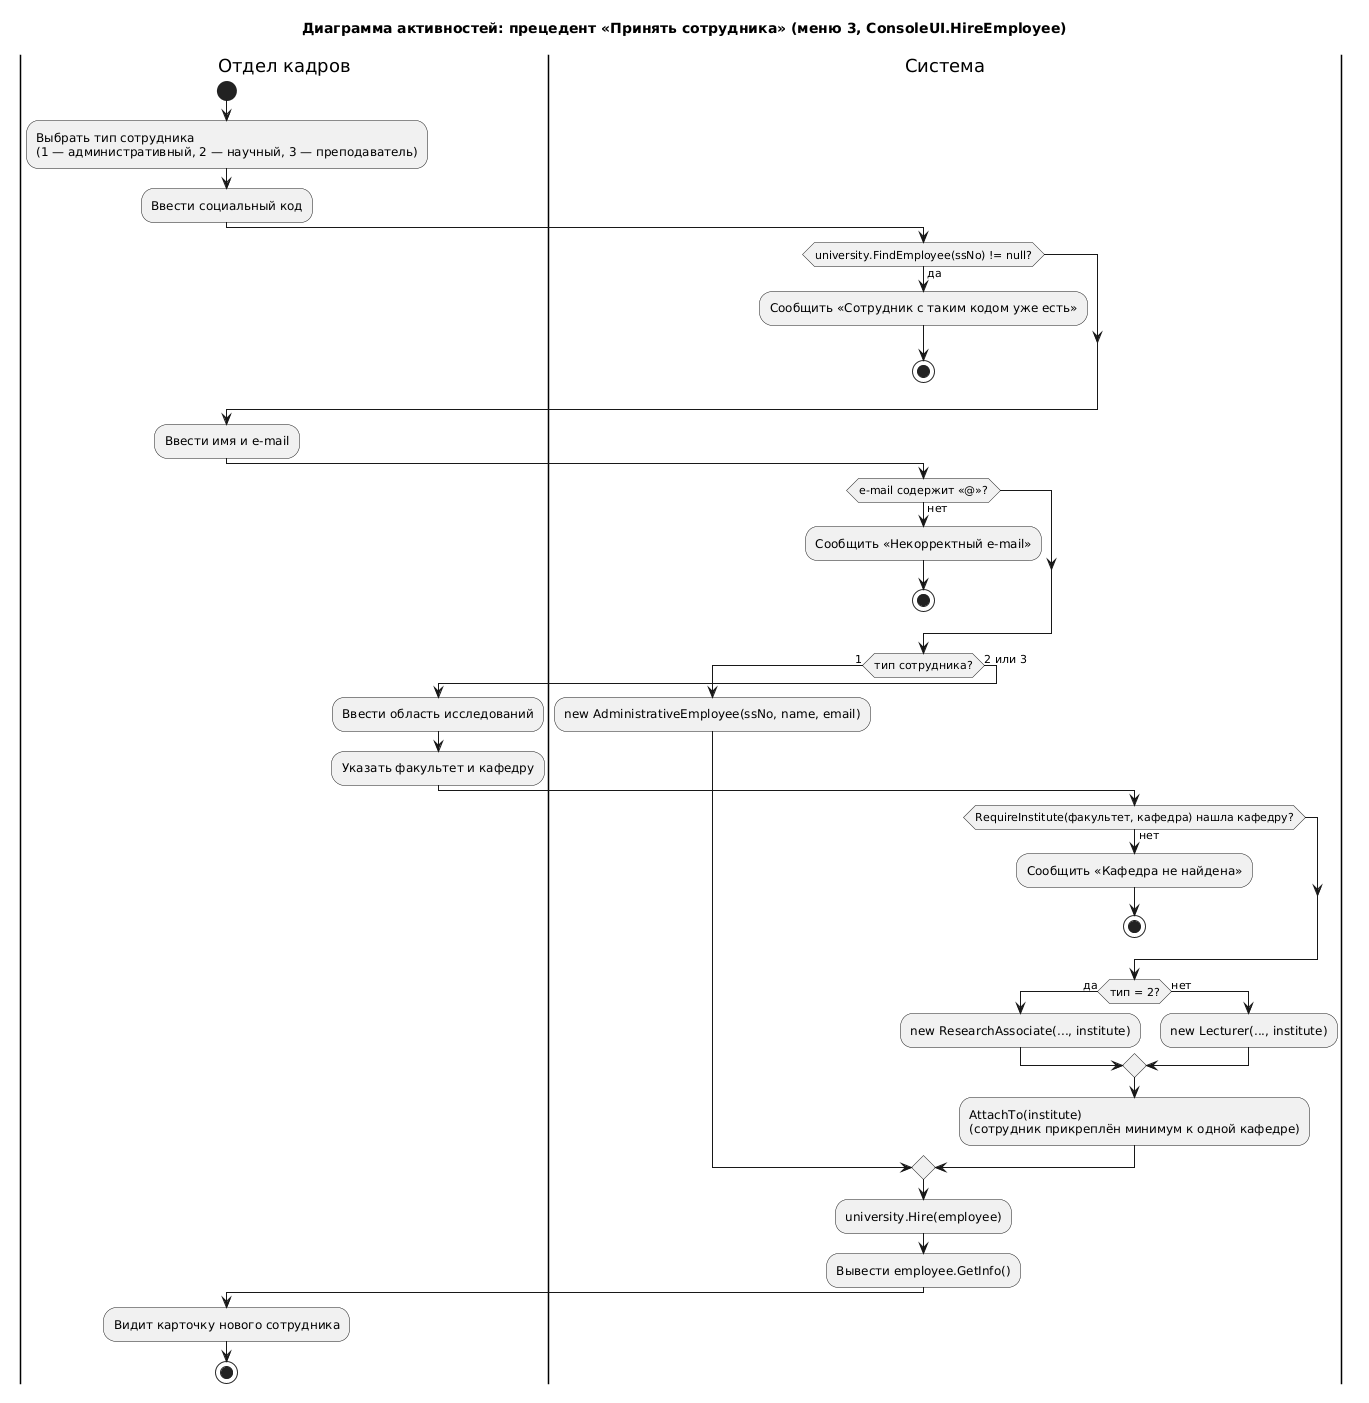 Диаграмма активностей: прецедент «Принять сотрудника» (меню 3, ConsoleUI.HireEmployee)
Отдел кадров
Система
Выбрать тип сотрудника
(1 — административный, 2 — научный, 3 — преподаватель)
Ввести социальный код
university.FindEmployee(ssNo) != null?
да
Сообщить «Сотрудник с таким кодом уже есть»
Ввести имя и e-mail
e-mail содержит «@»?
нет
Сообщить «Некорректный e-mail»
1
тип сотрудника?
2 или 3
Ввести область исследований
new AdministrativeEmployee(ssNo, name, email)
Указать факультет и кафедру
RequireInstitute(факультет, кафедра) нашла кафедру?
нет
Сообщить «Кафедра не найдена»
да
тип = 2?
нет
new ResearchAssociate(..., institute)
new Lecturer(..., institute)
AttachTo(institute)
(сотрудник прикреплён минимум к одной кафедре)
university.Hire(employee)
Вывести employee.GetInfo()
Видит карточку нового сотрудника